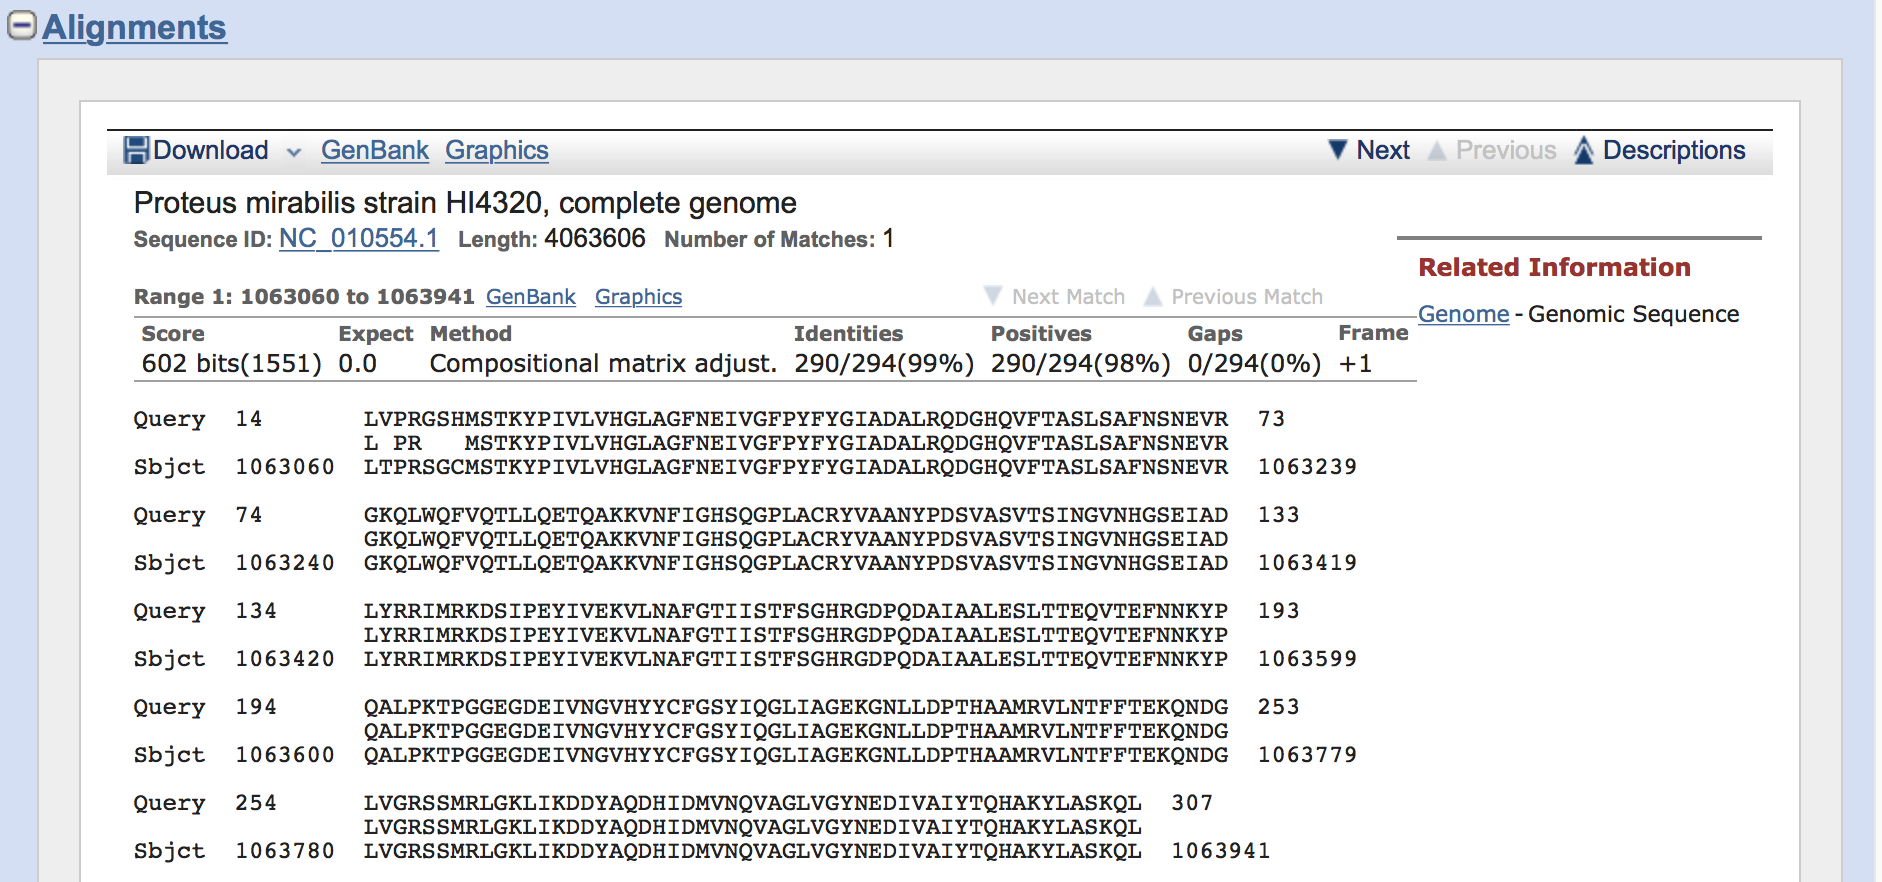 Alignments
Download GenBank Graphics Next Previous Descriptions
Proteus mirabilis strain HI4320, complete genome
Sequence ID: NC_010554.1 Length: 4063606 Number of Matches: 1
Related Information
Genome - Genomic Sequence
Range 1: 1063060 to 1063941 GenBank Graphics Next Match Previous Match
Score Expect Method Identities Positives Gaps Frame
602 bits(1551) 0.0 Compositional matrix adjust. 290/294(99%) 290/294(98%) 0/294(0%) +1
Query 14 LVPRGSHMSTKYPIVLVHGLAGFNEIVGFPYFYGIADALRQDGHQVFTASLSAFNSNEVR 73
L PR MSTKYPIVLVHGLAGFNEIVGFPYFYGIADALRQDGHQVFTASLSAFNSNEVR
Sbjct 1063060 LTPRSGCMSTKYPIVLVHGLAGFNEIVGFPYFYGIADALRQDGHQVFTASLSAFNSNEVR 1063239
Query 74 GKQLWQFVQTLLQETQAKKVNFIGHSQGPLACRYVAANYPDSVASVTSINGVNHGSEIAD 133
GKQLWQFVQTLLQETQAKKVNFIGHSQGPLACRYVAANYPDSVASVTSINGVNHGSEIAD
Sbjct 1063240 GKQLWQFVQTLLQETQAKKVNFIGHSQGPLACRYVAANYPDSVASVTSINGVNHGSEIAD 1063419
Query 134 LYRRIMRKDSIPEYIVEKVLNAFGTIISTFSGHRGDPQDAIAALESLTTEQVTEFNNKYP 193
LYRRIMRKDSIPEYIVEKVLNAFGTIISTFSGHRGDPQDAIAALESLTTEQVTEFNNKYP
Sbjct 1063420 LYRRIMRKDSIPEYIVEKVLNAFGTIISTFSGHRGDPQDAIAALESLTTEQVTEFNNKYP 1063599
Query 194 QALPKTPGGEGDEIVNGVHYYCFGSYIQGLIAGEKGNLLDPTHAAMRVLNTFFTEKQNDG 253
QALPKTPGGEGDEIVNGVHYYCFGSYIQGLIAGEKGNLLDPTHAAMRVLNTFFTEKQNDG
Sbjct 1063600 QALPKTPGGEGDEIVNGVHYYCFGSYIQGLIAGEKGNLLDPTHAAMRVLNTFFTEKQNDG 1063779
Query 254 LVGRSSMRLGKLIKDDYAQDHIDMVNQVAGLVGYNEDIVAIYTQHAKYLASKQL 307
LVGRSSMRLGKLIKDDYAQDHIDMVNQVAGLVGYNEDIVAIYTQHAKYLASKQL
Sbjct 1063780 LVGRSSMRLGKLIKDDYAQDHIDMVNQVAGLVGYNEDIVAIYTQHAKYLASKQL 1063941